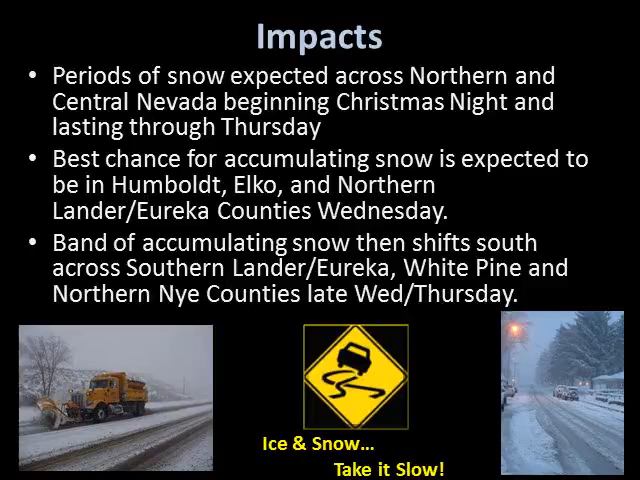 Impacts
• Periods of snow expected across Northern and
Central Nevada beginning Christmas Night and
lasting through Thursday
• Best chance for accumulating snow is expected to
be in Humboldt, Elko, and Northern
Lander/Eureka Counties Wednesday.
• Band of accumulating snow then shifts south
across Southern Lander/Eureka, White Pine and
Northern Nye Counties late Wed/Thursday.
Ice & Snow...
Take it Slow!